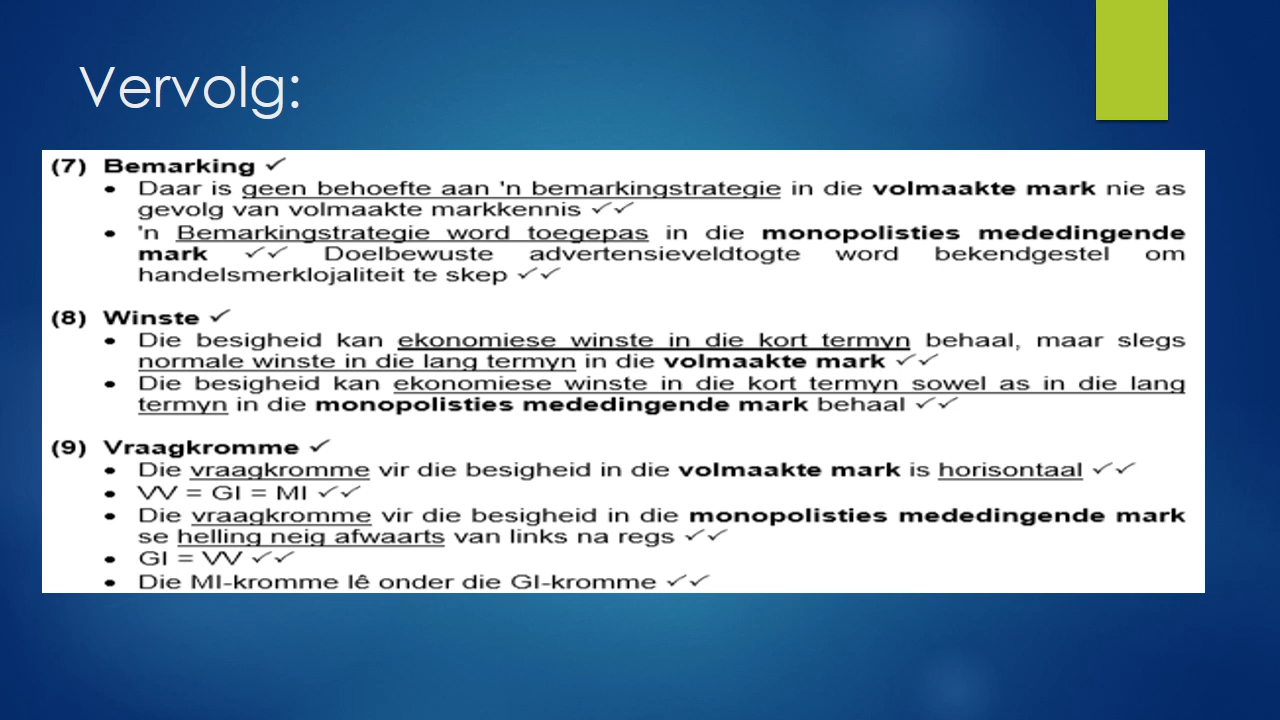 Vervolg:
(7) Bemarking ✓
• Daar is geen behoefte aan 'n bemarkingstrategie in die volmaakte mark nie as
gevolg van volmaakte markkennis ✓✓
• 'n Bemarkingstrategie word toegepas in die monopolisties mededingende
mark ✓✓ Doelbewuste advertensieveldtogte word bekendgestel om
handelsmerklojaliteit te skep ✓✓
(8) Winste ✓
• Die besigheid kan ekonomiese winste in die kort termyn behaal, maar slegs
normale winste in die lang termyn in die volmaakte mark ✓✓
• Die besigheid kan ekonomiese winste in die kort termyn sowel as in die lang
termyn in die monopolisties mededingende mark behaal ✓✓
(9) Vraagkromme ✓
• Die vraagkromme vir die besigheid in die volmaakte mark is horisontaal ✓✓
• VV = GI = MI ✓✓
• Die vraagkromme vir die besigheid in die monopolisties mededingende mark
se helling neig afwaarts van links na regs ✓✓
• GI = VV ✓✓
• Die MI-kromme lê onder die GI-kromme ✓✓